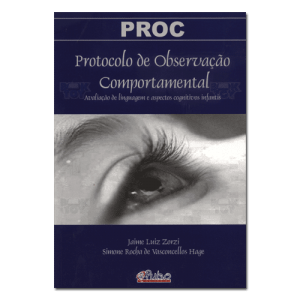 PROC
Protocolo de Observação
Comportamental
Avaliação de linguagem e aspectos cognitivos infantis
Jaime Luiz Zorzi
Simone Rocha de Vasconcellos Hage
Pulso